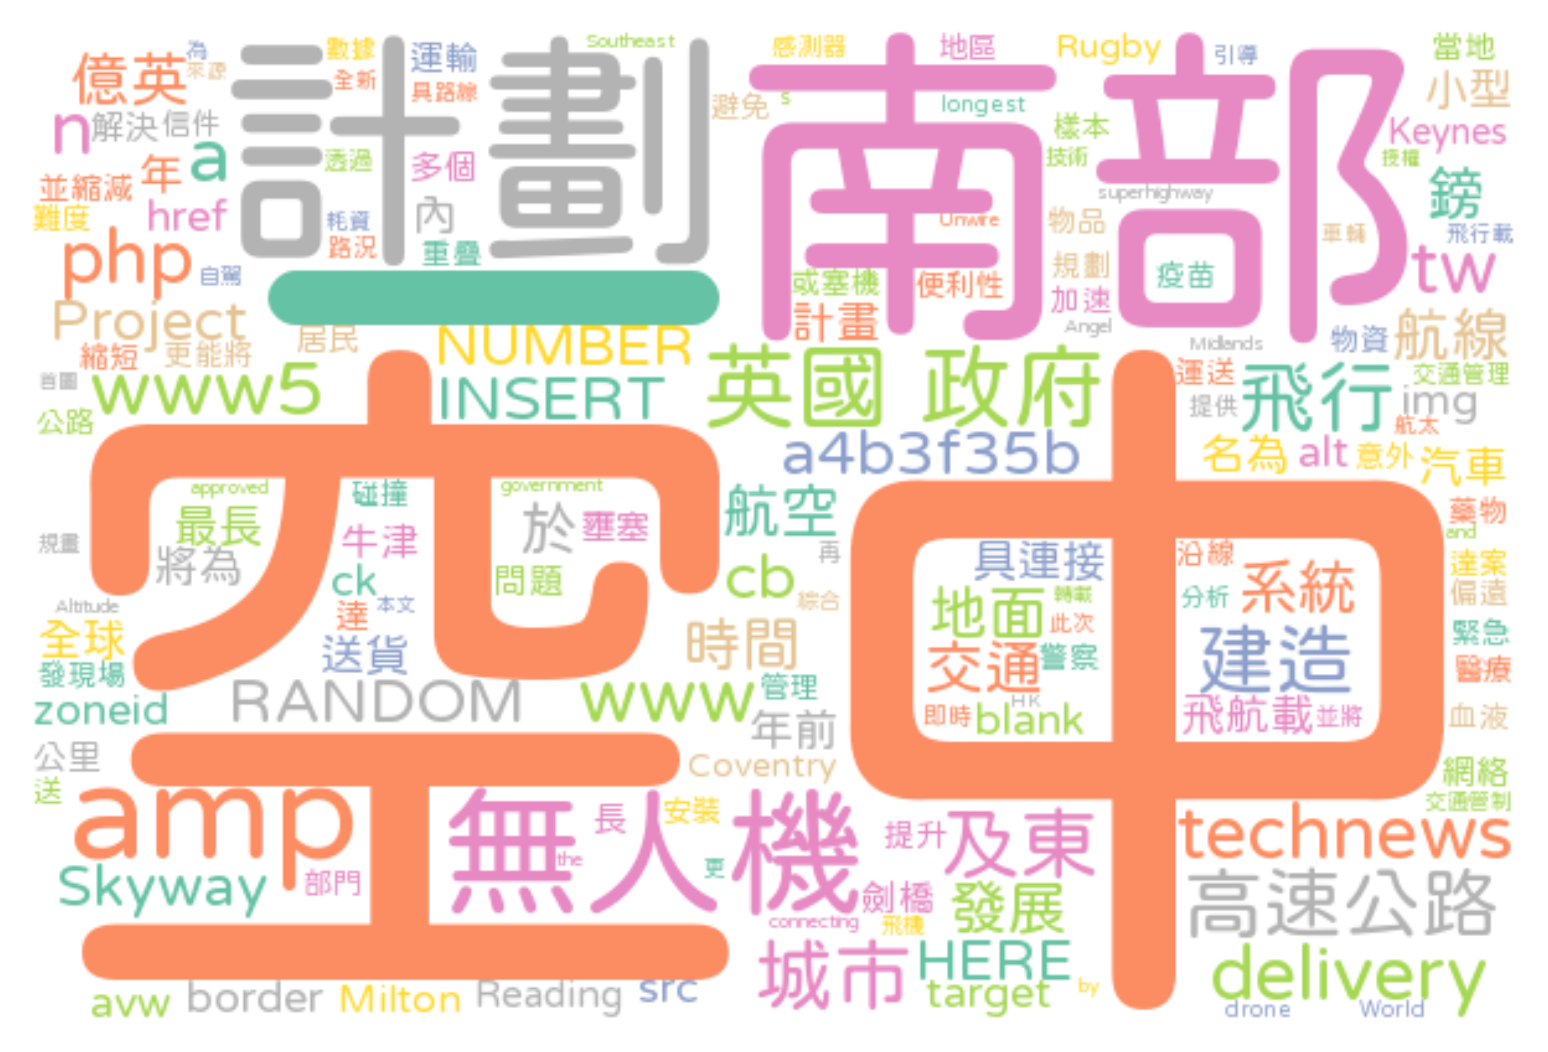 為
來源
億英
計劃
數據
全新
運輸
具路線
Southeast
南部
感測器
地區
Rugby
引導
當地
小型
n
解決
信件
a
年
透過
多個
避免
s
longest
樣本
技術
Keynes
授權
並縮減
難度
href
耗資
內
路況
重疊
Unwire
superhighway
物品
鎊
車輛
飛行載
php
自駕
或塞機
便利性
規劃
疫苗
tw
Project
一
計畫
加速
Angel
縮短
更能將
居民
NUMBER
Midlands
物資
航線
首圖
www5
INSERT
英國
政府
運送
飛行
交通管理
公路
提供
img
航太
空中
a4b3f35b
名為
alt
意外
汽車
approved
碰撞
government
航空
藥物
and
最長
牛津
於
壅塞
規畫
將為
ck
問題
cb
再
具連接
沿線
系統
達案
Altitude
達
本文
綜合
地面
轉載
分析
偏遠
全球
送貨
時間
此次
交通
警察
建造
緊急
發現場
醫療
zoneid
RANDOM
www
管理
HK
即時
blank
飛航載
並將
血液
年前
公里
Coventry
網絡
送
交通管制
amp
無人機
長
安裝
提升
及東
technews
the
更
Skyway
部門
劍橋
發展
高速公路
connecting
飛機
城市
HERE
delivery
avw
border
Milton
Reading
src
target
by
drone
World